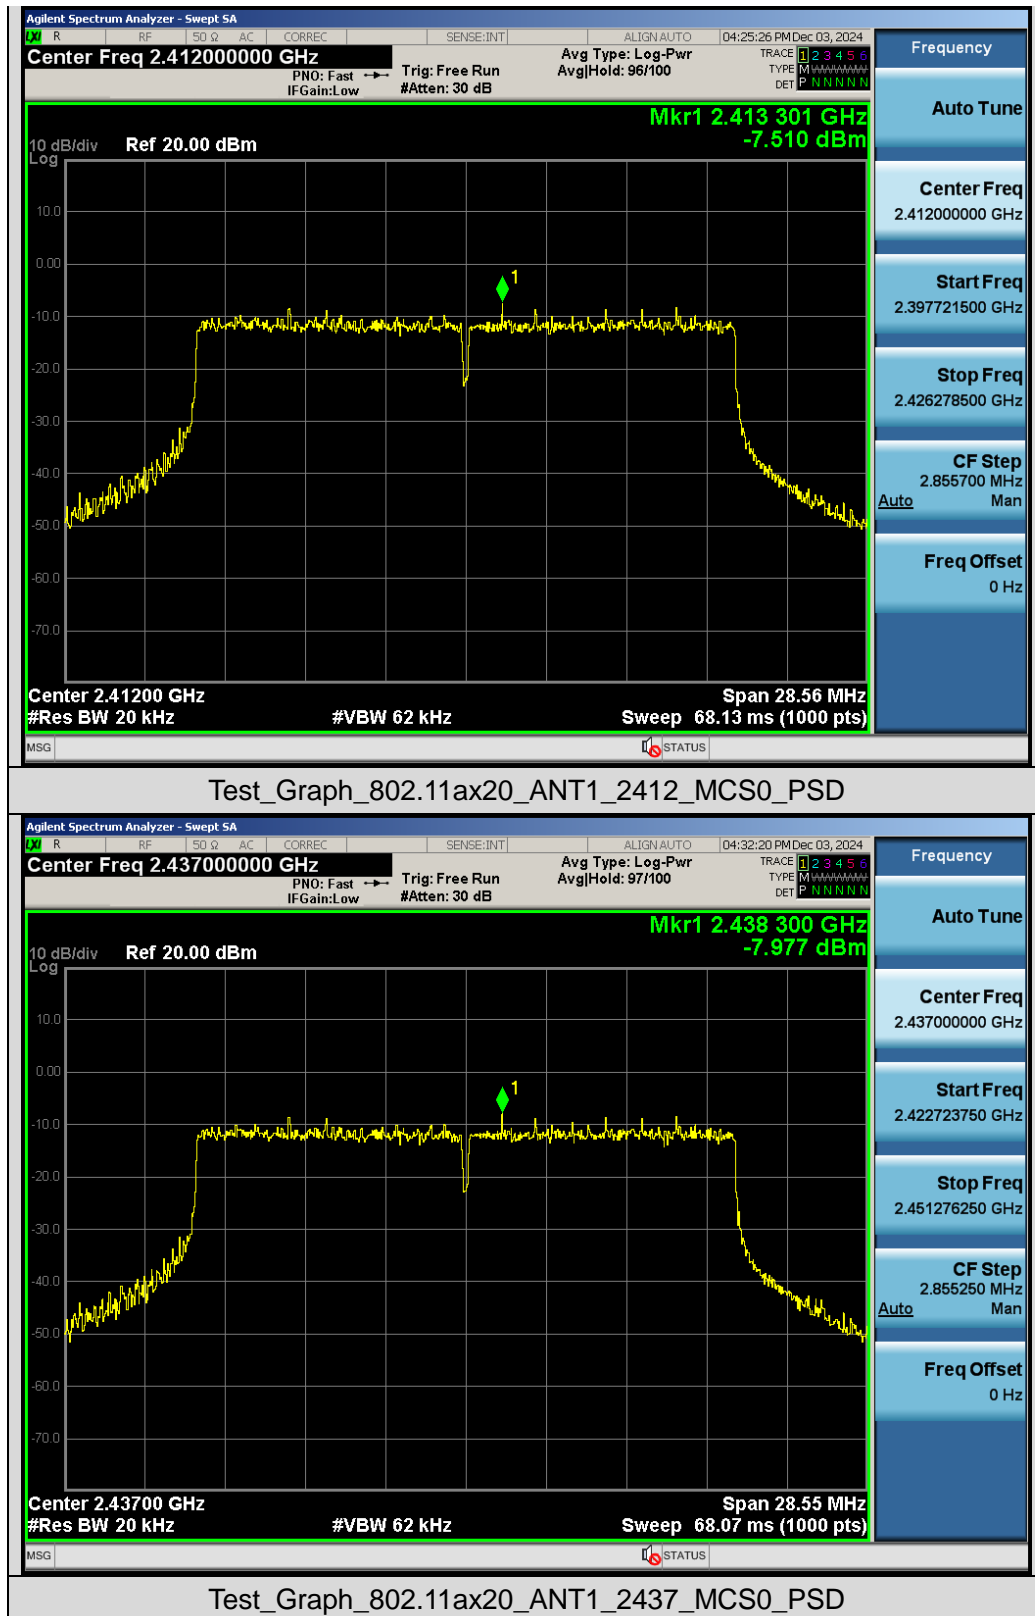 Agilent Spectrum Analyzer - Swept SA
LXI R RF 50 Ω AC CORREC SENSE:INT ALIGN AUTO 04:25:26 PM Dec 03, 2024
Center Freq 2.412000000 GHz
PNO: Fast
IFGain:Low
Trig: Free Run
#Atten: 30 dB
Avg Type: Log-Pwr
Avg|Hold: 96/100
TRACE 1 2 3 4 5 6
TYPE M
DET P N N N N N
Mkr1 2.413 301 GHz
-7.510 dBm
10 dB/div Ref 20.00 dBm
Log
10.0
0.00
-10.0
-20.0
-30.0
-40.0
-50.0
-60.0
-70.0
1
Center 2.41200 GHz Span 28.56 MHz
#Res BW 20 kHz #VBW 62 kHz Sweep 68.13 ms (1000 pts)
MSG STATUS
Frequency
Auto Tune
Center Freq
2.412000000 GHz
Start Freq
2.397721500 GHz
Stop Freq
2.426278500 GHz
CF Step
2.855700 MHz
Auto Man
Freq Offset
0 Hz
Test_Graph_802.11ax20_ANT1_2412_MCS0_PSD
Agilent Spectrum Analyzer - Swept SA
LXI R RF 50 Ω AC CORREC SENSE:INT ALIGN AUTO 04:32:20 PM Dec 03, 2024
Center Freq 2.437000000 GHz
PNO: Fast
IFGain:Low
Trig: Free Run
#Atten: 30 dB
Avg Type: Log-Pwr
Avg|Hold: 97/100
TRACE 1 2 3 4 5 6
TYPE M
DET P N N N N N
Mkr1 2.438 300 GHz
-7.977 dBm
10 dB/div Ref 20.00 dBm
Log
10.0
0.00
-10.0
-20.0
-30.0
-40.0
-50.0
-60.0
-70.0
1
Center 2.43700 GHz Span 28.55 MHz
#Res BW 20 kHz #VBW 62 kHz Sweep 68.07 ms (1000 pts)
MSG STATUS
Frequency
Auto Tune
Center Freq
2.437000000 GHz
Start Freq
2.422723750 GHz
Stop Freq
2.451276250 GHz
CF Step
2.855250 MHz
Auto Man
Freq Offset
0 Hz
Test_Graph_802.11ax20_ANT1_2437_MCS0_PSD